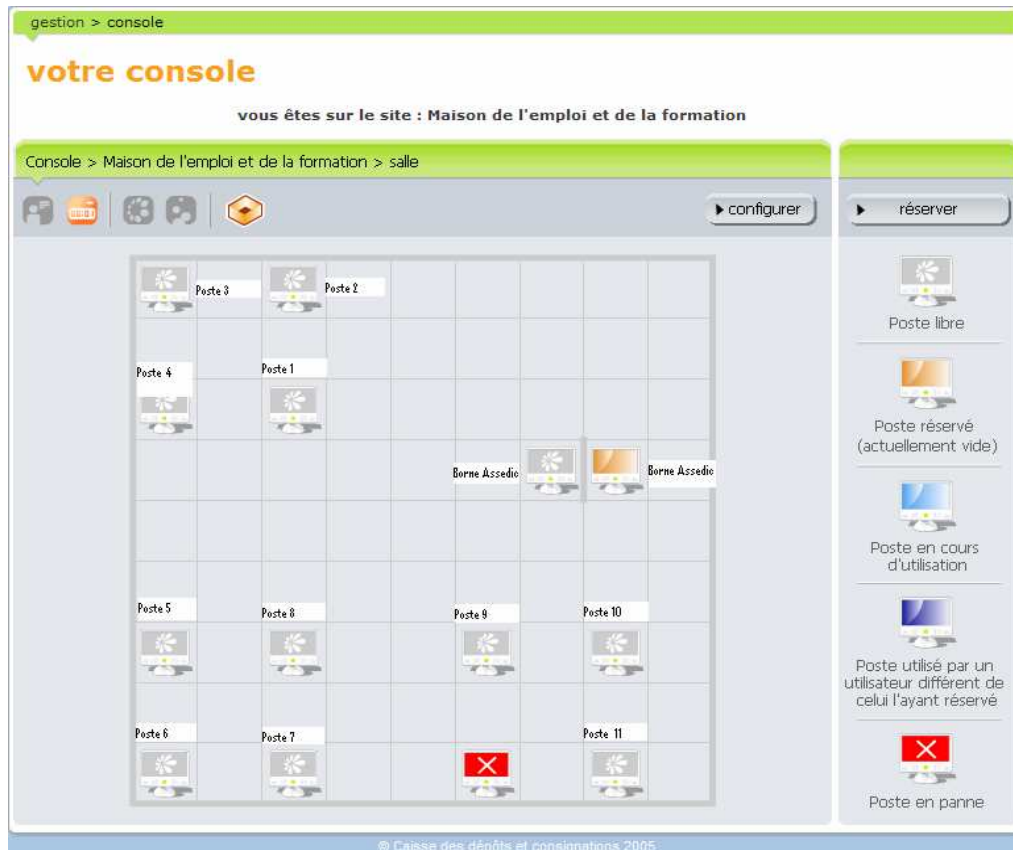 gestion > console
votre console
vous êtes sur le site : Maison de l'emploi et de la formation
Console > Maison de l'emploi et de la formation > salle
configurer
réserver
Poste 3
Poste 2
Poste 4
Poste 1
Borne Assedic
Borne Assedic
Poste 5
Poste 8
Poste 9
Poste 10
Poste 6
Poste 7
Poste 11
Poste libre
Poste réservé
(actuellement vide)
Poste en cours
d'utilisation
Poste utilisé par un
utilisateur différent de
celui l'ayant réservé
Poste en panne
© Caisse des dépôts et consignations 2005